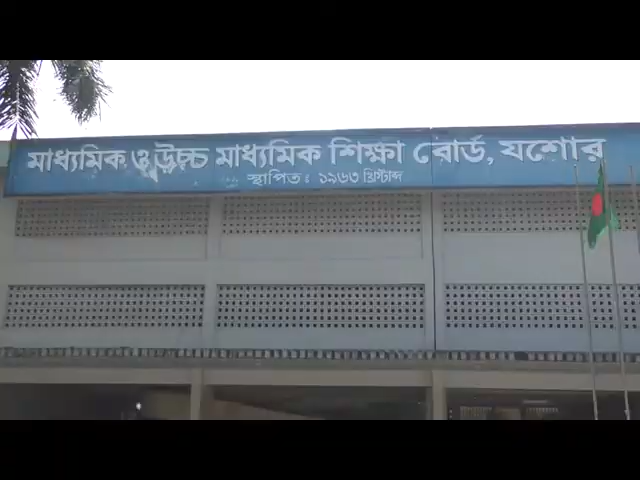 মাধ্যমিক ও উচ্চ মাধ্যমিক শিক্ষা বোর্ড, যশোর
স্থাপিত : ১৯৬৩ খ্রিস্টাব্দ